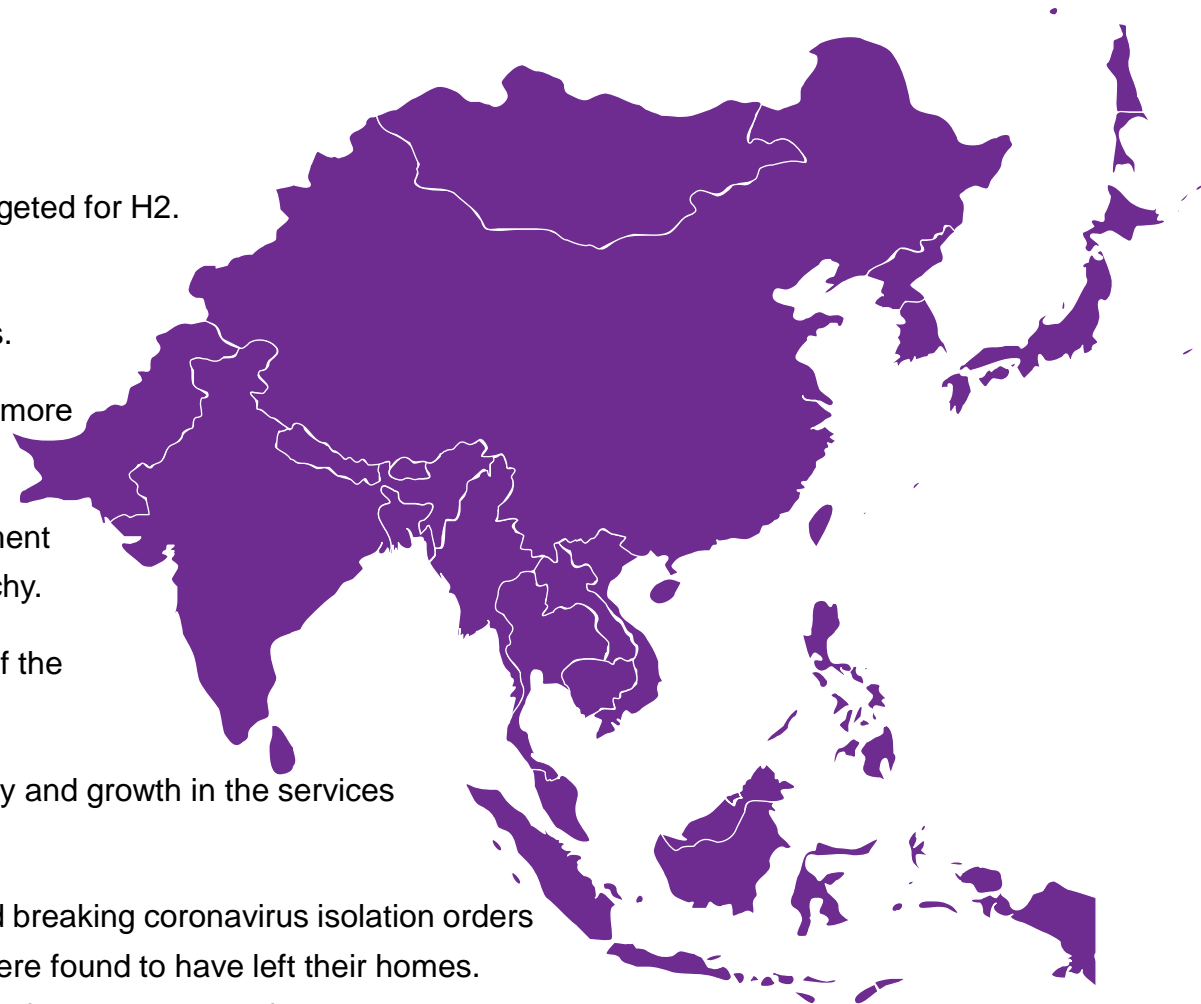 geted for H2.
s.
more
nent
chy.
f the
y and growth in the services
d breaking coronavirus isolation orders
ere found to have left their homes.